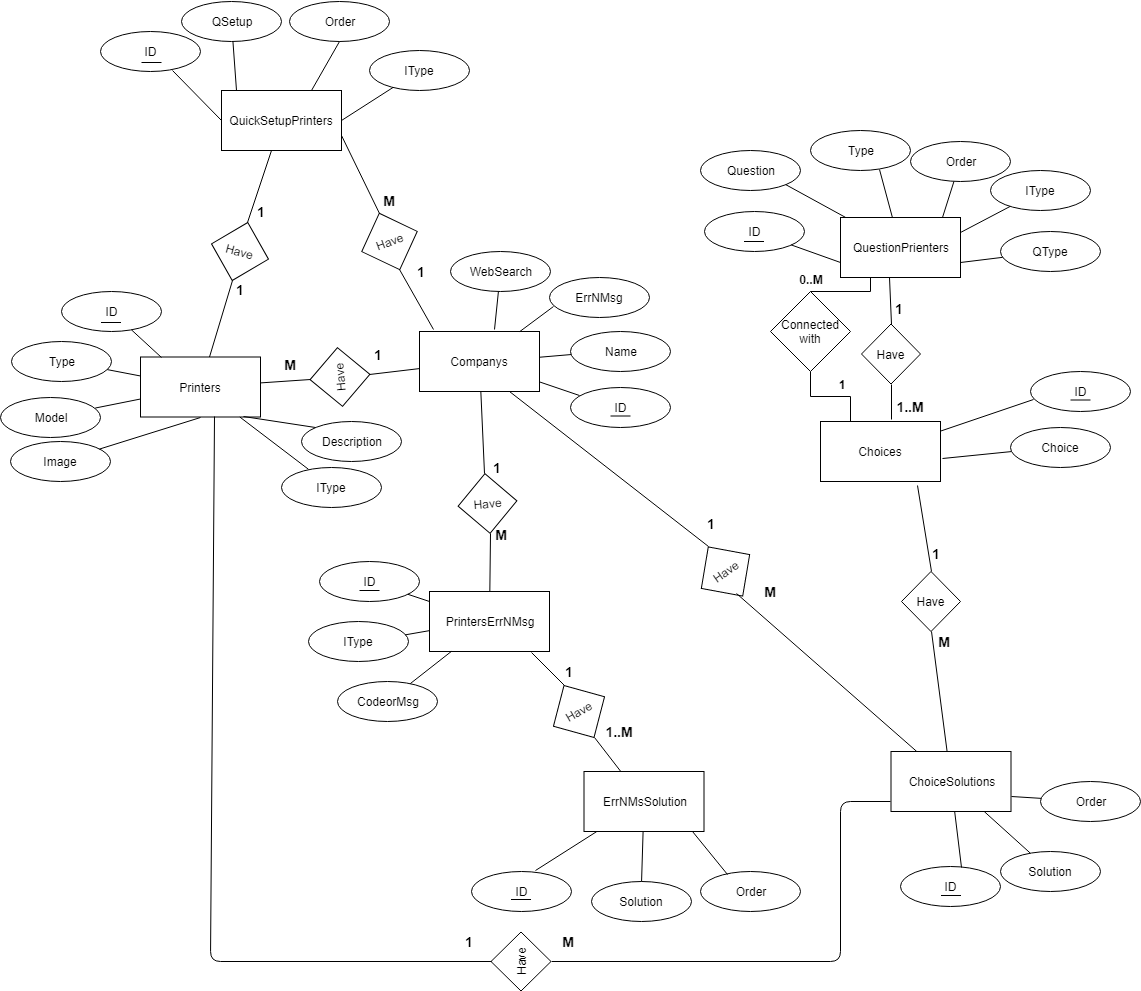 QSetup
Order
ID
IType
QuickSetupPrinters
M
1
Have
Have
1
1
Type
Question
Order
IType
ID
QuestionPrienters
QType
0..M
1
Connected
with
Have
1
1..M
ID
Choices
Choice
WebSearch
ErrNMsg
Name
Companys
ID
ID
Type
Printers
M
Have
1
Model
Image
Description
IType
1
Have
M
1
Have
M
1
Have
M
ID
PrintersErrNMsg
IType
CodeorMsg
1
Have
1..M
ErrNMsSolution
ID
Solution
Order
ChoiceSolutions
Order
Solution
ID
1
Have
M